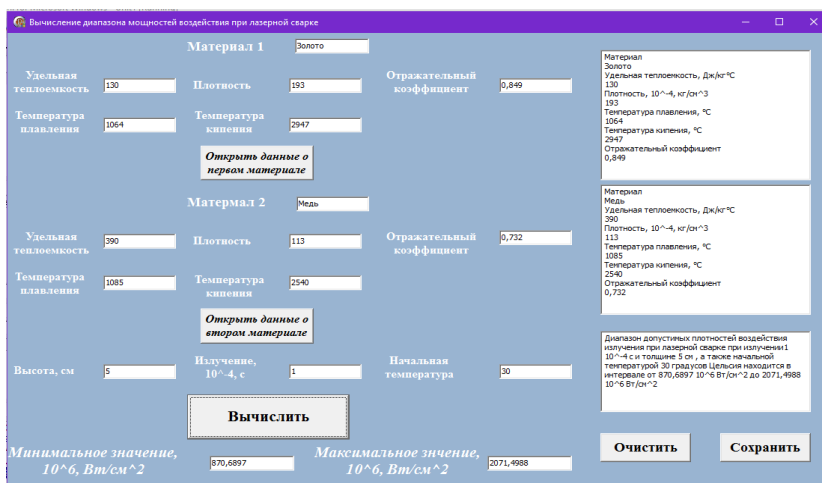 Вычисление диапазона мощностей воздействия при лазерной сварке
Материал 1
Золото
Удельная
теплоемкость
130
Плотность
193
Отражательный
коэффициент
0,849
Температура
плавления
1064
Температура
кипения
2947
Открыть данные о
первом материале
Матермал 2
Медь
Удельная
теплоемкость
390
Плотность
113
Отражательный
коэффициент
0,732
Температура
плавления
1085
Температура
кипения
2540
Открыть данные о
втором материале
Высота, см
5
Излучение,
10^-4, с
1
Начальная
температура
30
Вычислить
Минимальное значение,
10^6, Вт/см^2
870,6897
Максимальное знчение,
10^6, Вт/см^2
2071,4988
Материал
Золото
Удельная теплоемкость, Дж/кг°С
130
Плотность, 10^-4, кг/см^3
193
Температура плавления, °С
1064
Температура кипения, °С
2947
Отражательный коэффициент
0,849
Материал
Медь
Удельная теплоемкость, Дж/кг°С
390
Плотность, 10^-4, кг/см^3
113
Температура плавления, °С
1085
Температура кипения, °С
2540
Отражательный коэффициент
0,732
Диапазон допустимых плотностей воздействия
излучения при лазерной сварке при излучении1
10^-4 с и толщине 5 см , а также начальной
температурой 30 градусов Цельсия находится в
интервале от 870,6897 10^6 Вт/см^2 до 2071,4988
10^6 Вт/см^2
Очистить
Сохранить